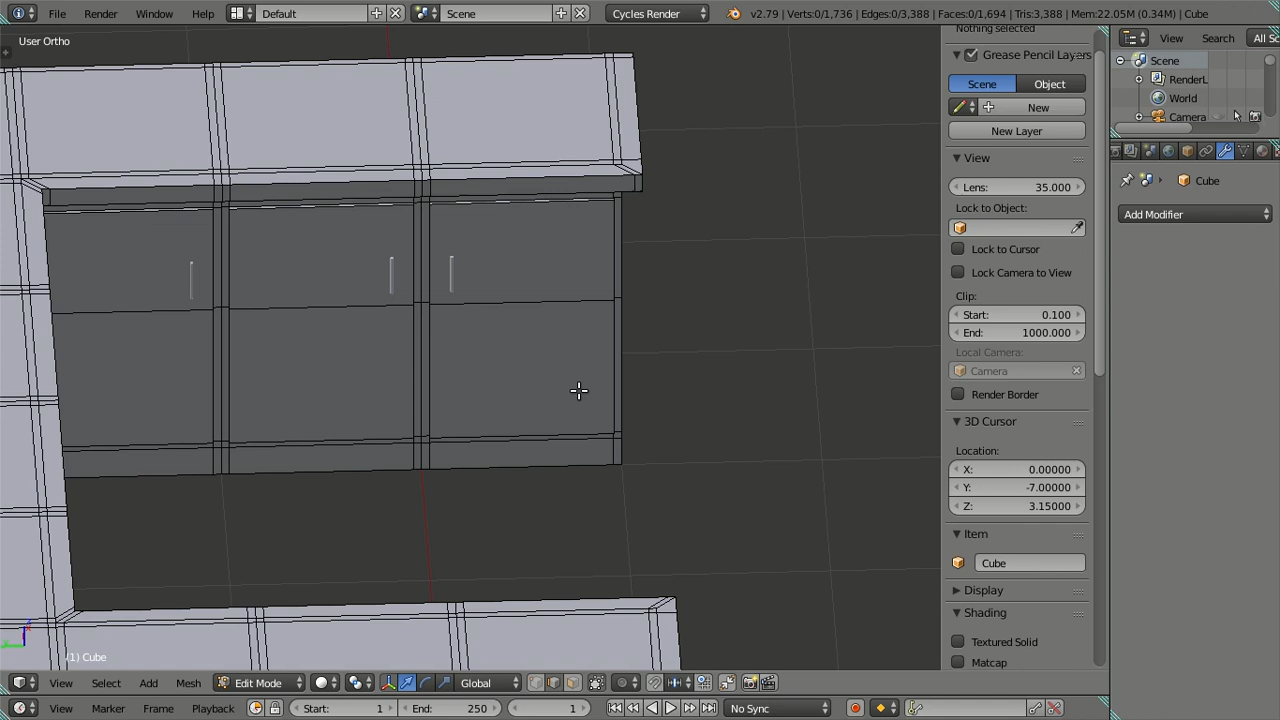 File Render Window Help Default Scene Cycles Render v2.79 | Verts:0/1,736 | Edges:0/3,388 | Faces:0/1,694 | Tris:3,388 | Mem:22.05M (0.34M) | Cube
User Ortho
Nothing selected
Grease Pencil Layers
Scene Object
New
New Layer
View
Lens: 35.000
Lock to Object:
Lock to Cursor
Lock Camera to View
Clip:
Start: 0.100
End: 1000.000
Local Camera:
Camera
Render Border
3D Cursor
Location:
X: 0.00000
Y: -7.00000
Z: 3.15000
Item
Cube
Display
Shading
Textured Solid
Matcap
View Search All Sc
Scene
RenderL
World
Camera
Cube
Add Modifier
(1) Cube
View Select Add Mesh Edit Mode Global
View Marker Frame Playback Start: 1 End: 250 1 No Sync